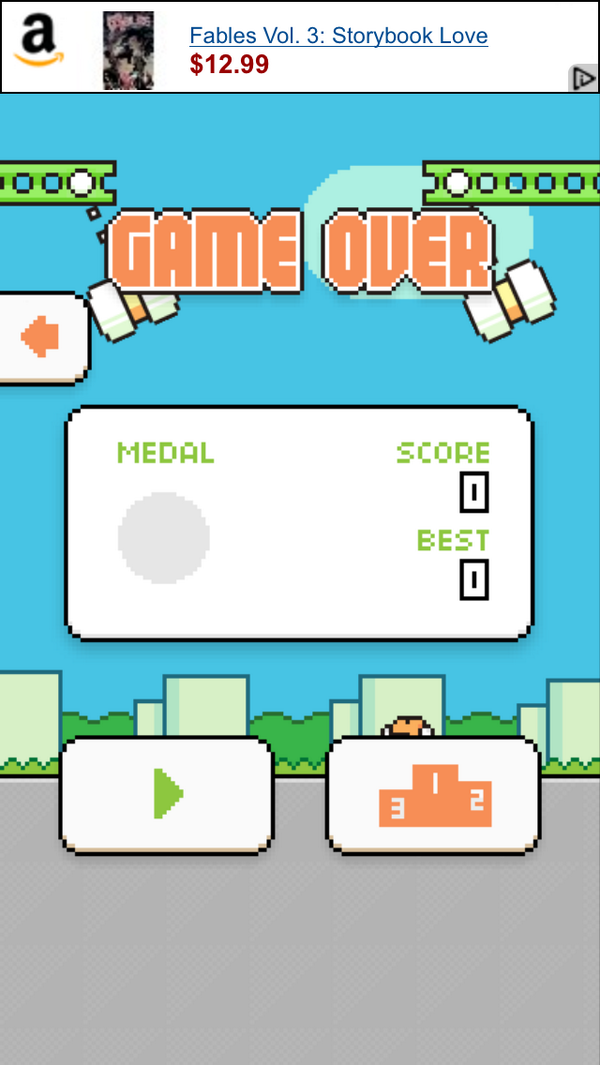 a
Fables Vol. 3: Storybook Love
$12.99
GAME OVER
MEDAL
SCORE
0
BEST
0
1
3 2